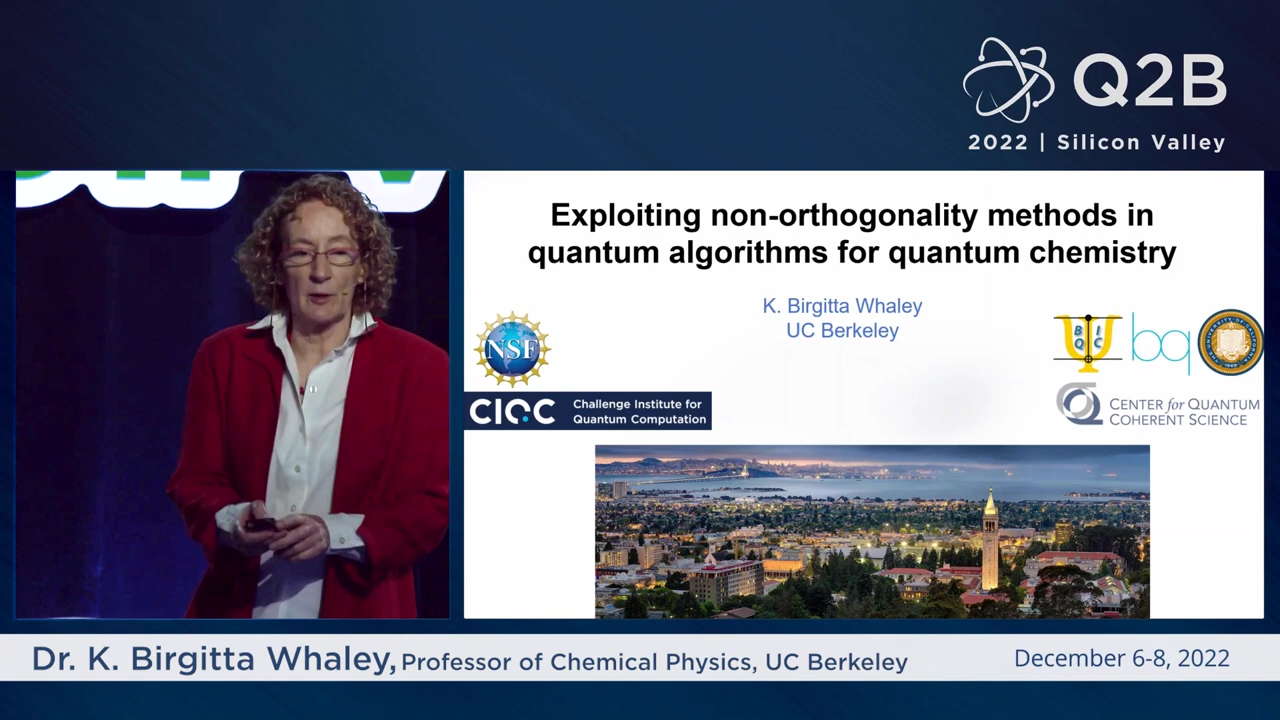 Q2B
2022 | Silicon Valley
Exploiting non-orthogonality methods in
quantum algorithms for quantum chemistry
K. Birgitta Whaley
UC Berkeley
NSF
CIQC
Challenge Institute for
Quantum Computation
BQIC
bq
CENTER for QUANTUM
COHERENT SCIENCE
Dr. K. Birgitta Whaley, Professor of Chemical Physics, UC Berkeley
December 6-8, 2022